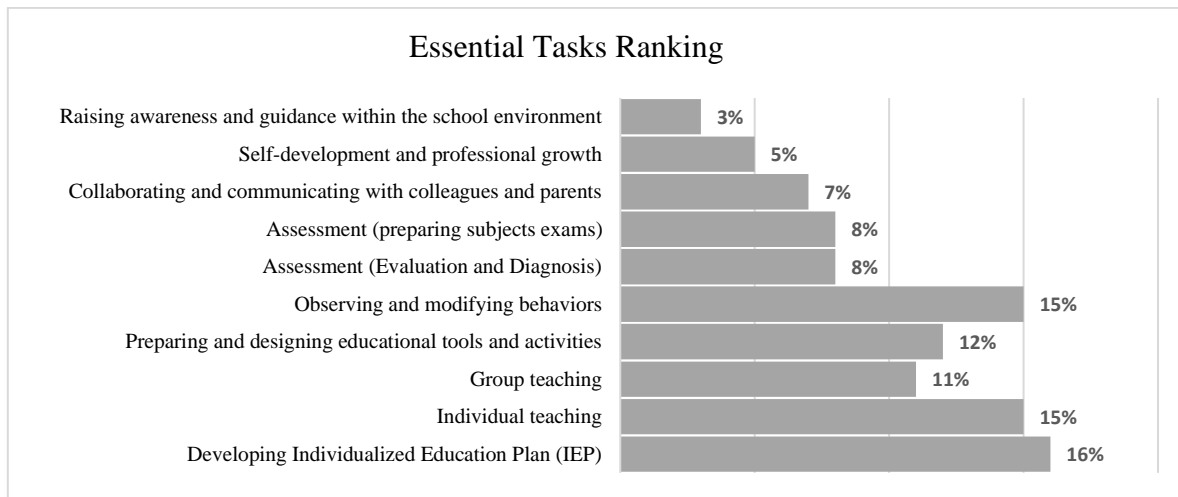 Essential Tasks Ranking
Raising awareness and guidance within the school environment 3%
Self-development and professional growth 5%
Collaborating and communicating with colleagues and parents 7%
Assessment (preparing subjects exams) 8%
Assessment (Evaluation and Diagnosis) 8%
Observing and modifying behaviors 15%
Preparing and designing educational tools and activities 12%
Group teaching 11%
Individual teaching 15%
Developing Individualized Education Plan (IEP) 16%